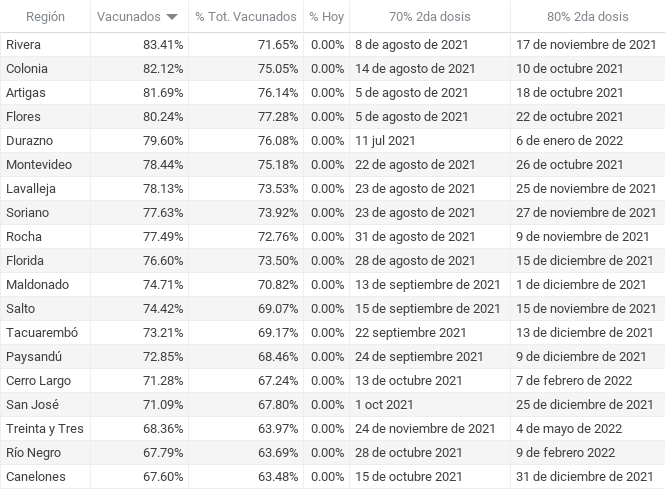 Región Vacunados % Tot. Vacunados % Hoy 70% 2da dosis 80% 2da dosis
Rivera 83.41% 71.65% 0.00% 8 de agosto de 2021 17 de noviembre de 2021
Colonia 82.12% 75.05% 0.00% 14 de agosto de 2021 10 de octubre 2021
Artigas 81.69% 76.14% 0.00% 5 de agosto de 2021 18 de octubre 2021
Flores 80.24% 77.28% 0.00% 5 de agosto de 2021 22 de octubre 2021
Durazno 79.60% 76.08% 0.00% 11 jul 2021 6 de enero de 2022
Montevideo 78.44% 75.18% 0.00% 22 de agosto de 2021 26 de octubre 2021
Lavalleja 78.13% 73.53% 0.00% 23 de agosto de 2021 25 de noviembre de 2021
Soriano 77.63% 73.92% 0.00% 23 de agosto de 2021 27 de noviembre de 2021
Rocha 77.49% 72.76% 0.00% 31 de agosto de 2021 9 de noviembre de 2021
Florida 76.60% 73.50% 0.00% 28 de agosto de 2021 15 de diciembre de 2021
Maldonado 74.71% 70.82% 0.00% 13 de septiembre de 2021 1 de diciembre de 2021
Salto 74.42% 69.07% 0.00% 15 de septiembre de 2021 15 de noviembre de 2021
Tacuarembó 73.21% 69.17% 0.00% 22 septiembre 2021 13 de diciembre de 2021
Paysandú 72.85% 68.46% 0.00% 24 de septiembre de 2021 9 de diciembre de 2021
Cerro Largo 71.28% 67.24% 0.00% 13 de octubre de 2021 7 de febrero de 2022
San José 71.09% 67.80% 0.00% 1 oct 2021 25 de diciembre de 2021
Treinta y Tres 68.36% 63.97% 0.00% 24 de noviembre de 2021 4 de mayo de 2022
Río Negro 67.79% 63.69% 0.00% 28 de octubre de 2021 9 de febrero 2022
Canelones 67.60% 63.48% 0.00% 15 de octubre de 2021 31 de diciembre de 2021